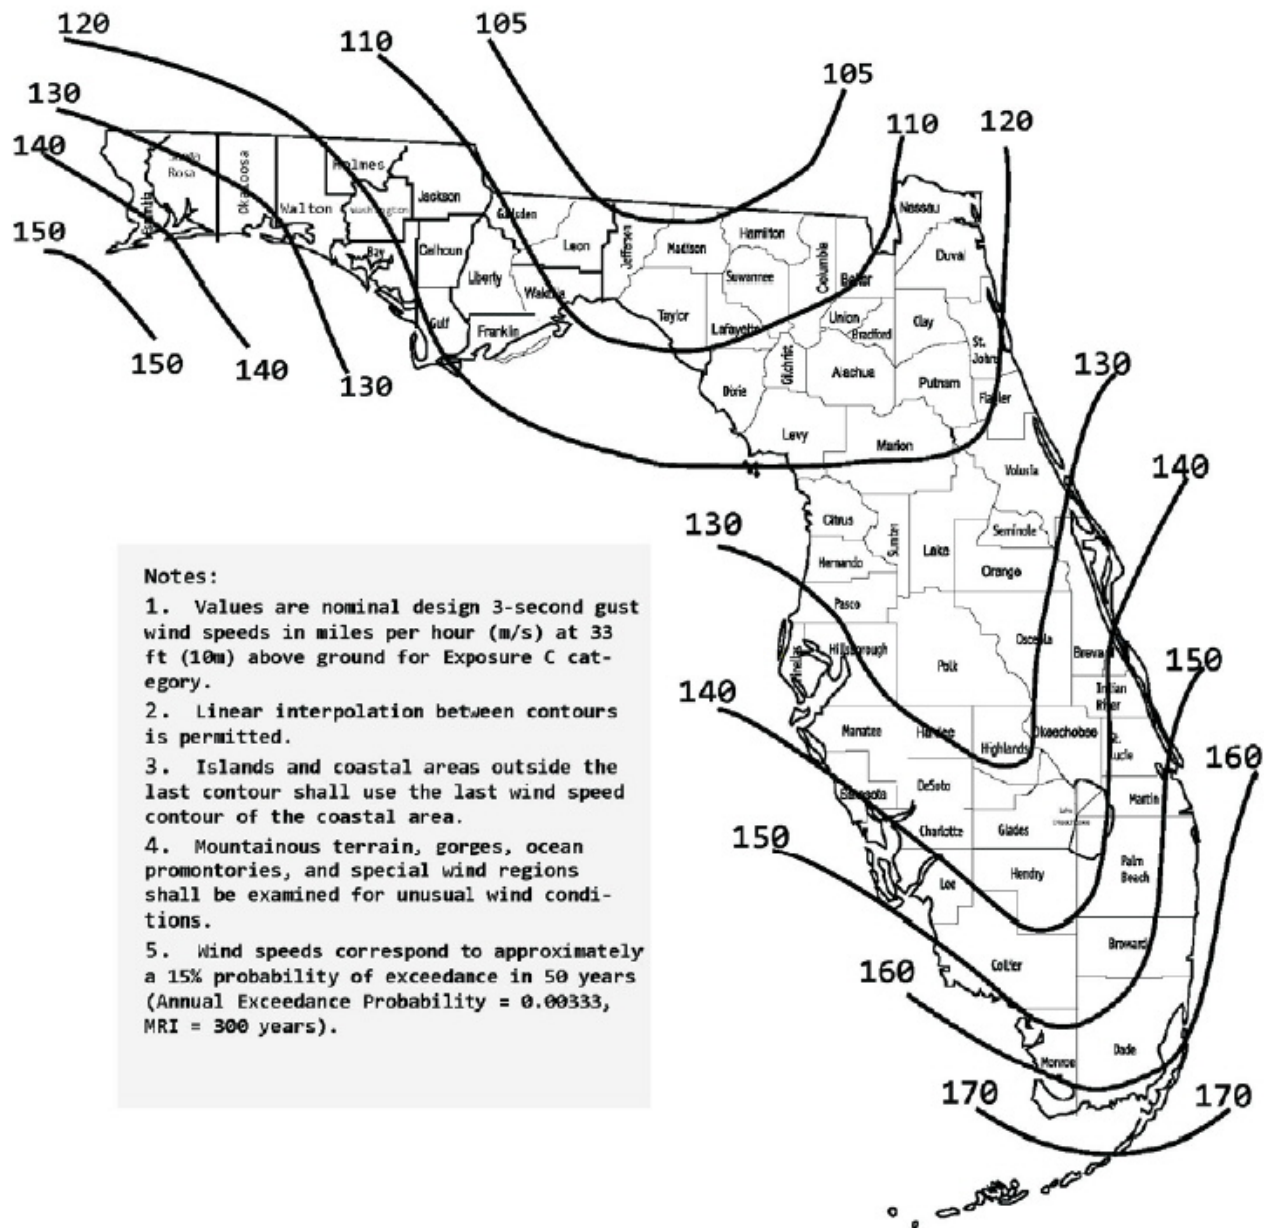 120
110
105
105
110
120
130
140
150
150
140
130
Santa
Rosa
Okaloosa
Walton
Holmes
Washington
Jackson
Bay
Calhoun
Gulf
Liberty
Franklin
Gadsden
Leon
Wakulla
Jefferson
Madison
Taylor
Hamilton
Suwannee
Lafayette
Columbia
Baker
Nassau
Duval
Union
Bradford
Clay
St.
Johns
Dixie
Gilchrist
Alachua
Putnam
Flagler
Levy
Marion
Volusia
130
140
130
Citrus
Sumter
Lake
Seminole
Hernando
Orange
Pasco
Pinellas
Hillsborough
Polk
Osceola
Brevard
Indian
River
150
140
Manatee
Hardee
Highlands
Okeechobee
St.
Lucie
160
Sarasota
DeSoto
Martin
150
Charlotte
Glades
Lee
Hendry
Palm
Beach
160
Collier
Broward
Monroe
Dade
170
170
Notes:
1. Values are nominal design 3-second gust
wind speeds in miles per hour (m/s) at 33
ft (10m) above ground for Exposure C cat-
egory.
2. Linear interpolation between contours
is permitted.
3. Islands and coastal areas outside the
last contour shall use the last wind speed
contour of the coastal area.
4. Mountainous terrain, gorges, ocean
promontories, and special wind regions
shall be examined for unusual wind condi-
tions.
5. Wind speeds correspond to approximately
a 15% probability of exceedance in 50 years
(Annual Exceedance Probability = 0.00333,
MRI = 300 years).